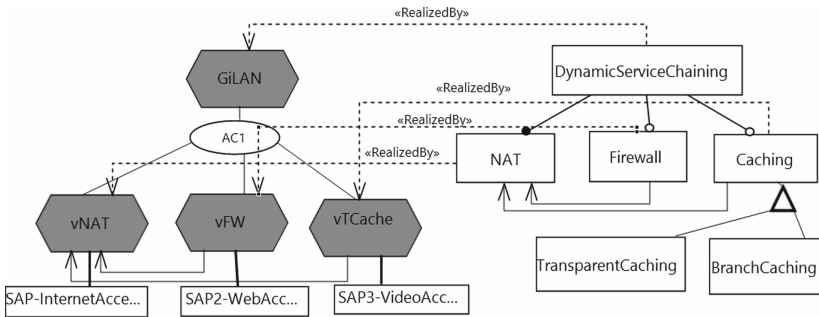 «RealizedBy»
GiLAN
DynamicServiceChaining
«RealizedBy»
«RealizedBy»
AC1
«RealizedBy»
NAT
Firewall
Caching
vNAT
vFW
vTCache
TransparentCaching
BranchCaching
SAP-InternetAcce...
SAP2-WebAcc...
SAP3-VideoAcc...